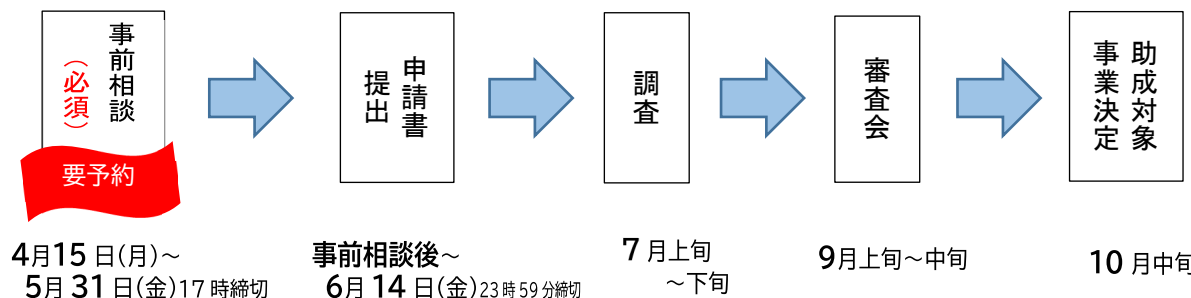 事前相談
（必須）
要予約
4月15日(月)～
5月31日(金)17時締切
申請書
提出
事前相談後～
6月14日(金)23時59分締切
調査
7月上旬
～下旬
審査会
9月上旬～中旬
助成対象
事業決定
10月中旬